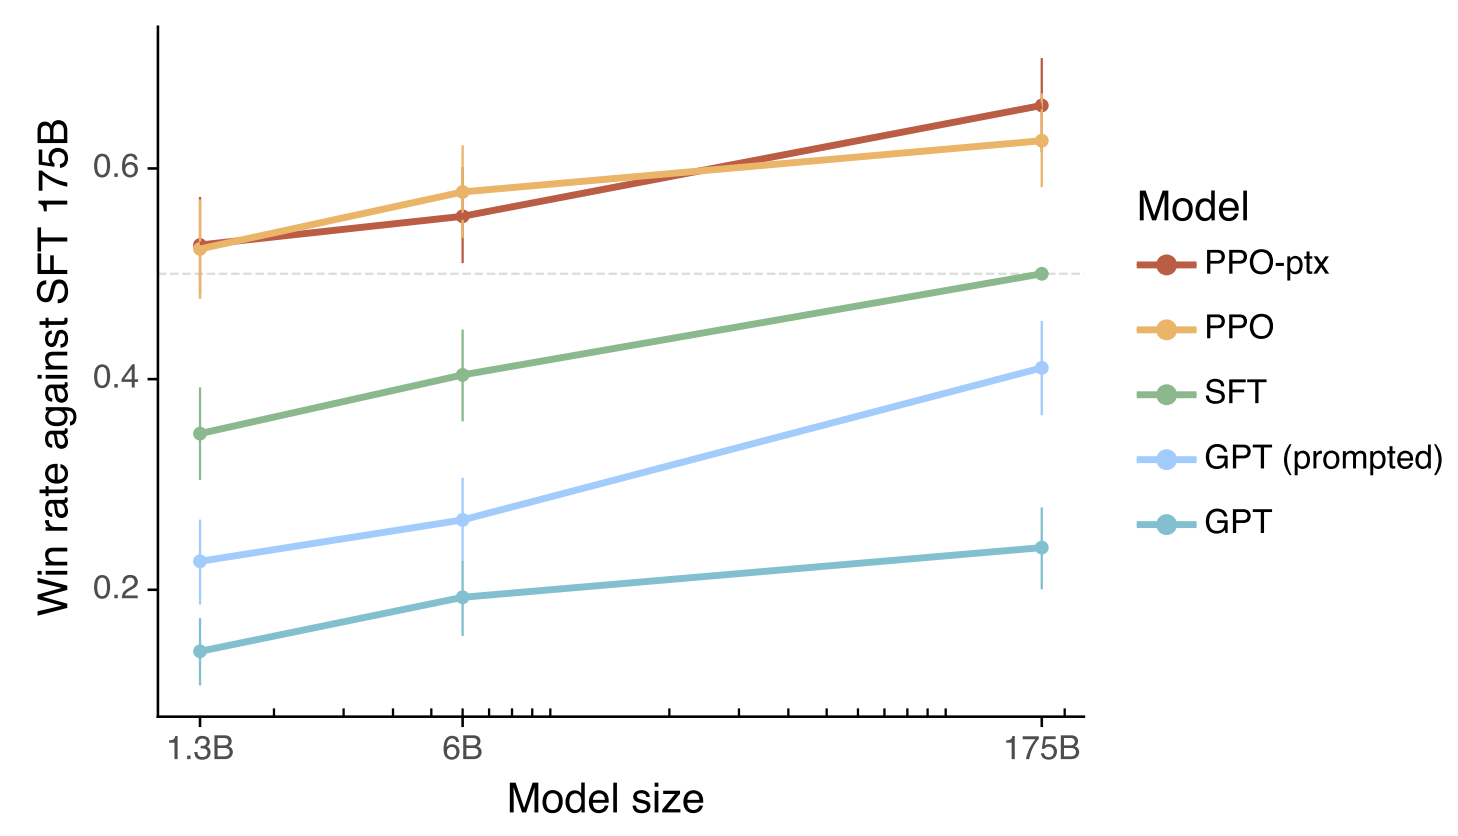 Win rate against SFT 175B
0.6
0.4
0.2
1.3B
6B
175B
Model size
Model
PPO-ptx
PPO
SFT
GPT (prompted)
GPT